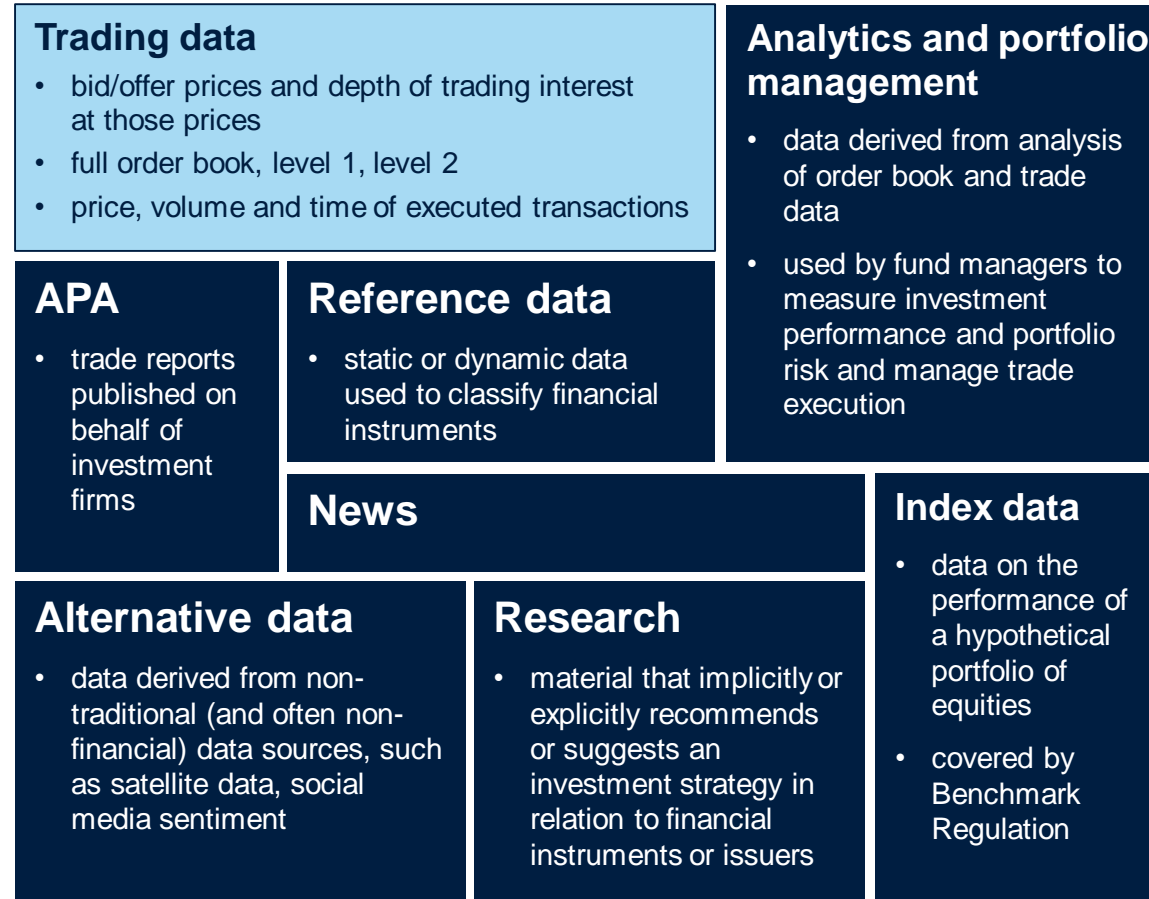 Trading data
• bid/offer prices and depth of trading interest
at those prices
• full order book, level 1, level 2
• price, volume and time of executed transactions
Analytics and portfolio
management
• data derived from analysis
of order book and trade
data
• used by fund managers to
measure investment
performance and portfolio
risk and manage trade
execution
APA
• trade reports
published on
behalf of
investment
firms
Reference data
• static or dynamic data
used to classify financial
instruments
News
Index data
• data on the
performance of
a hypothetical
portfolio of
equities
• covered by
Benchmark
Regulation
Alternative data
• data derived from non-
traditional (and often non-
financial) data sources, such
as satellite data, social
media sentiment
Research
• material that implicitly or
explicitly recommends
or suggests an
investment strategy in
relation to financial
instruments or issuers